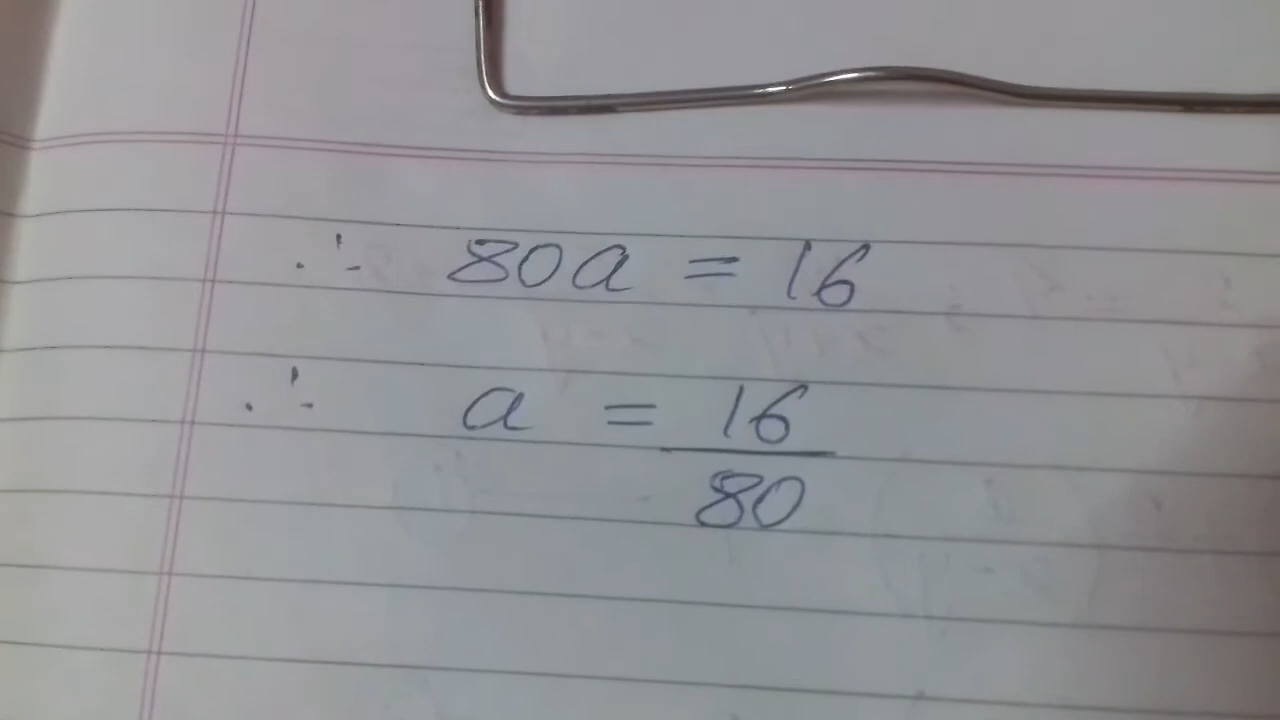 ∴ 80a = 16
∴ a = 16/80